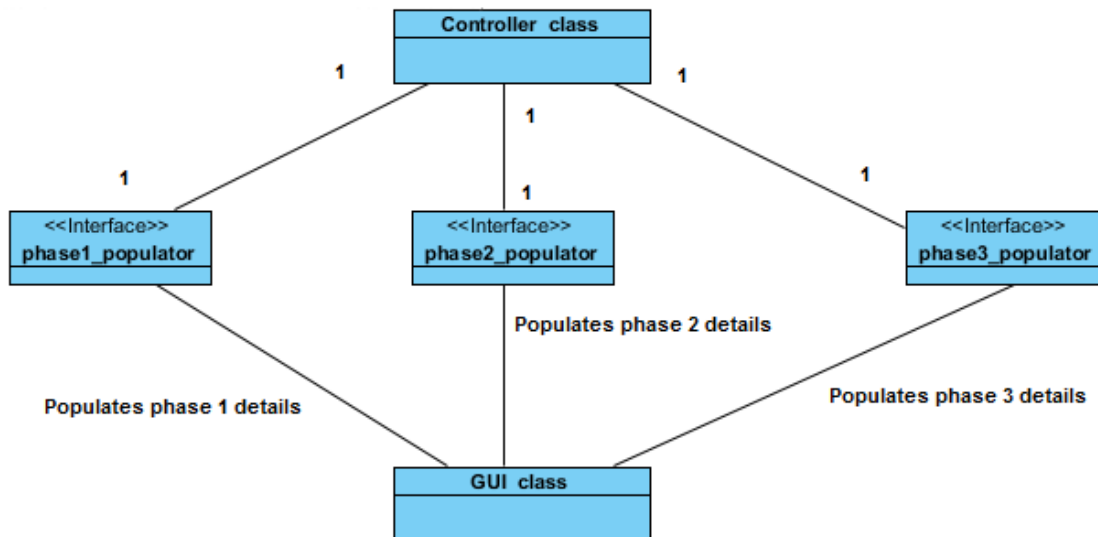 Controller class
1
1
1
1
1
1
<<Interface>>
phase1_populator
<<Interface>>
phase2_populator
<<Interface>>
phase3_populator
Populates phase 2 details
Populates phase 1 details
Populates phase 3 details
GUI class